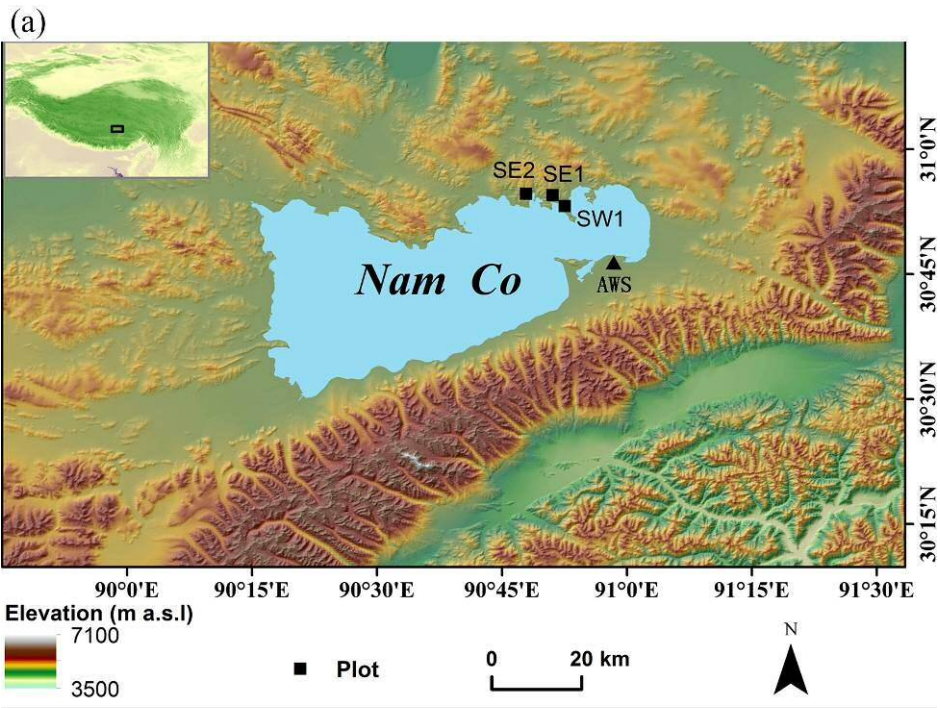 (a)
SE2
SE1
SW1
Nam Co
AWS
31°0'N
30°45'N
30°30'N
30°15'N
90°0'E
90°15'E
90°30'E
90°45'E
91°0'E
91°15'E
91°30'E
Elevation (m a.s.l)
7100
3500
Plot
0
20 km
N